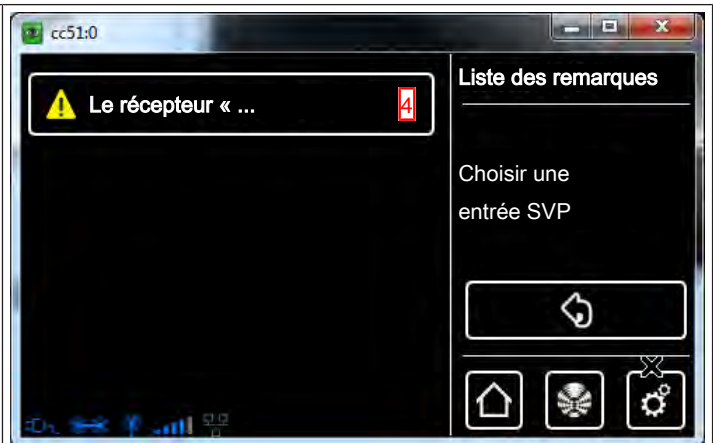 cc51:0
Le récepteur « ...
4
Liste des remarques
Choisir une
entrée SVP